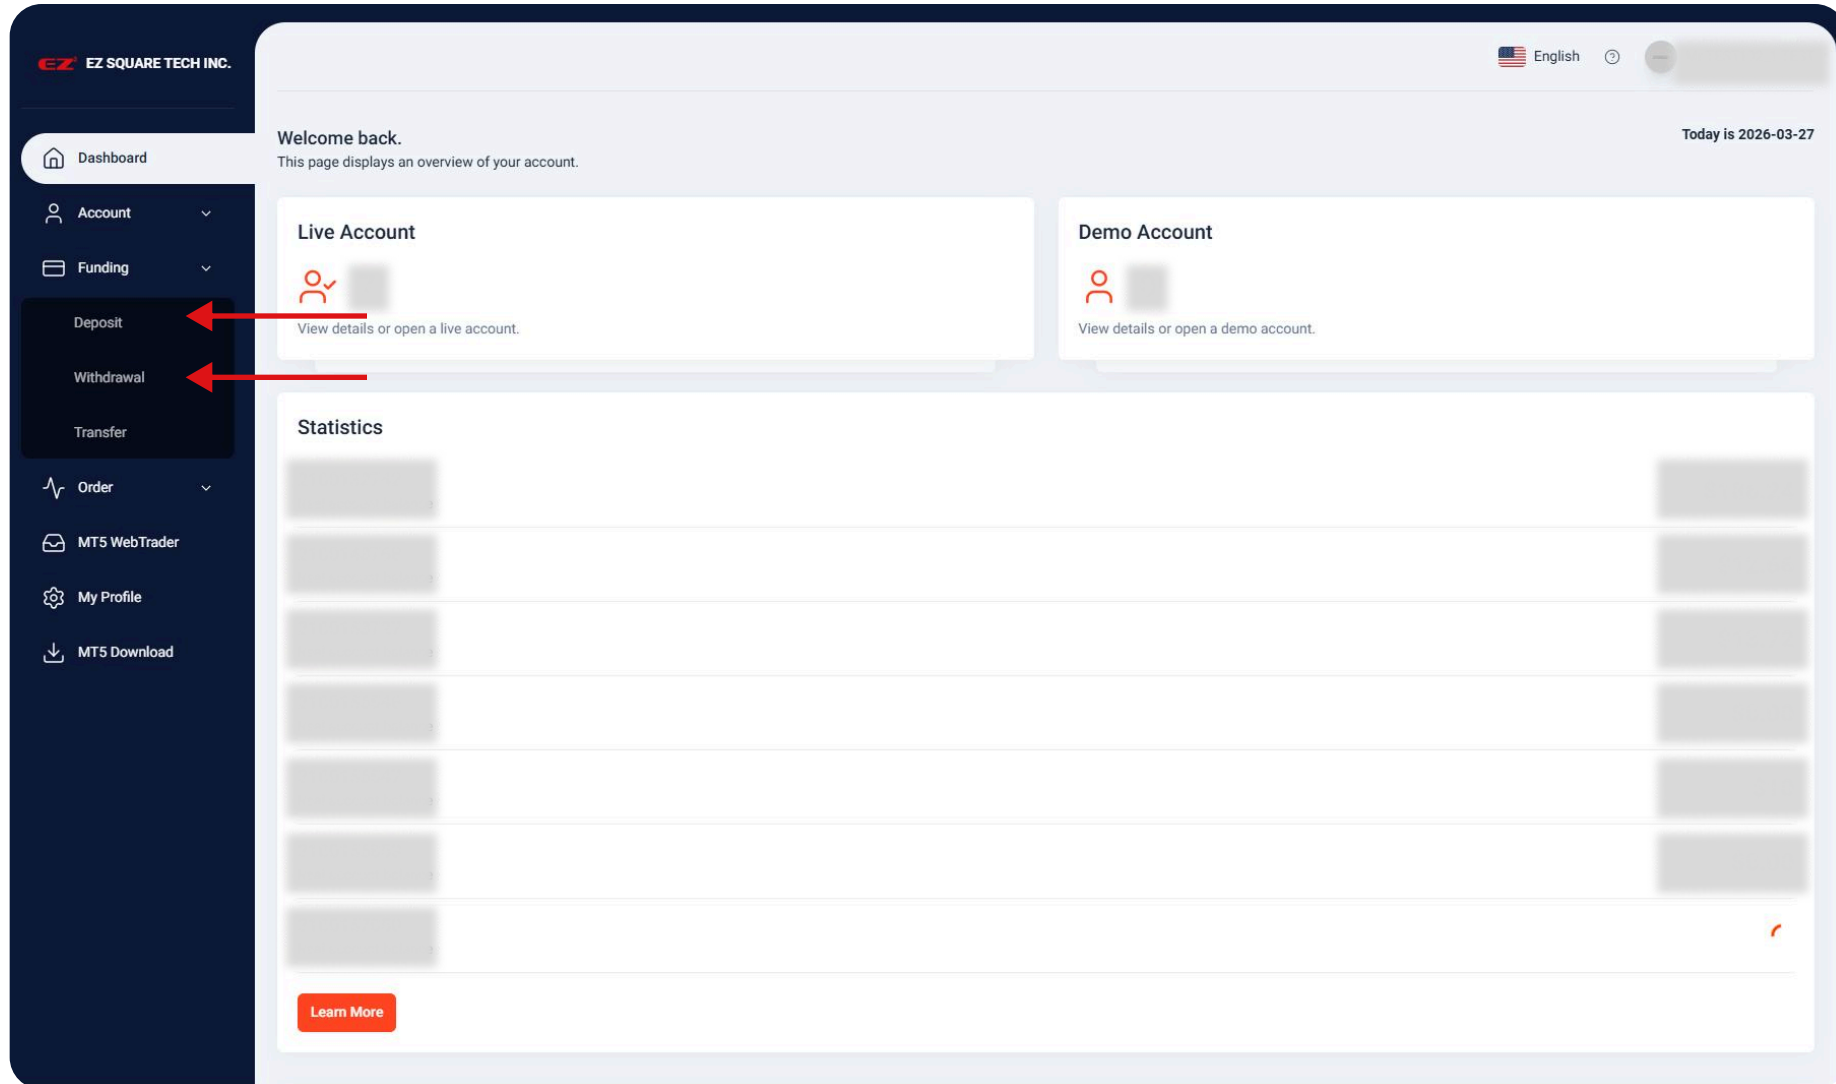 EZ² EZ SQUARE TECH INC.
English
Dashboard
Account
Funding
Deposit
Withdrawal
Transfer
Order
MT5 WebTrader
My Profile
MT5 Download
Welcome back.
This page displays an overview of your account.
Today is 2026-03-27
Live Account
View details or open a live account.
Demo Account
View details or open a demo account.
Statistics
Learn More